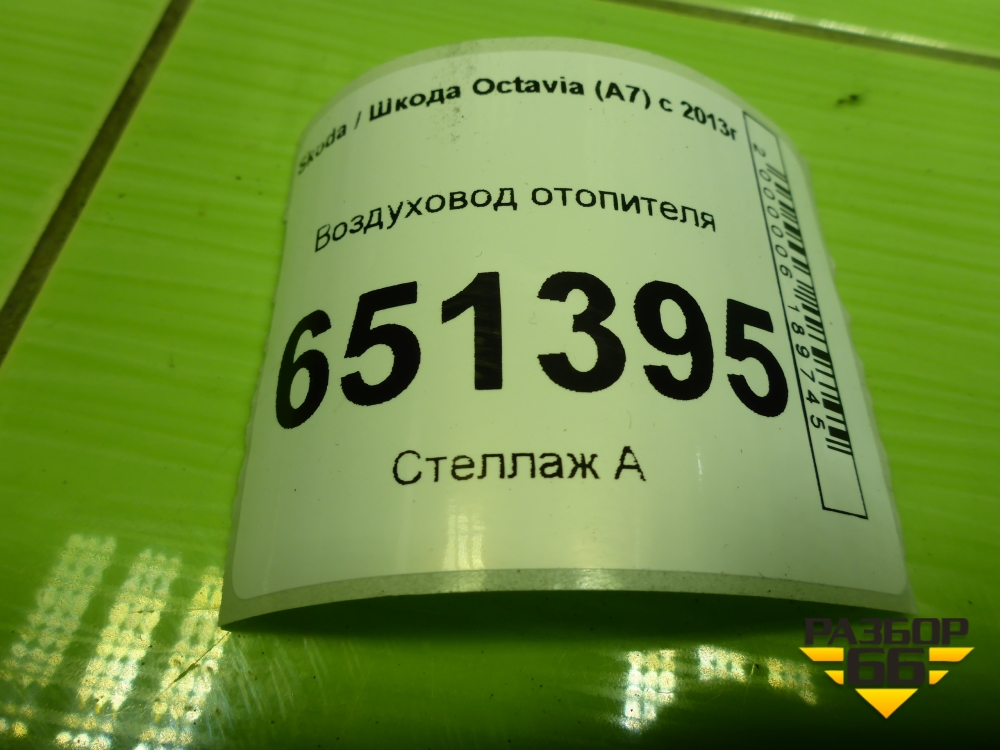 Skoda / Шкода Octavia (A7) с 2013г
Воздуховод отопителя
651395
Стеллаж А
2000006189745
РАЗБОР
66